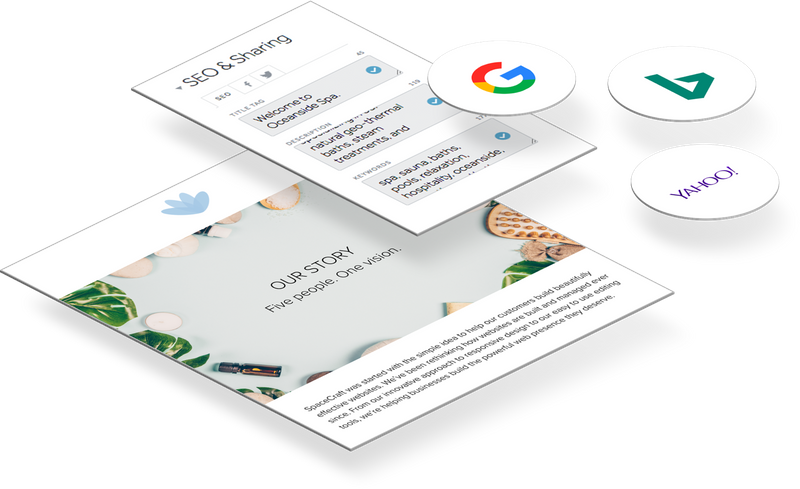 SEO & Sharing
SEO
45
TITLE TAG
Welcome to
Oceanside Spa.
DESCRIPTION
natural geo-thermal
baths, steam
treatments, and
KEYWORDS
spa, sauna, baths,
pools, relaxation,
hospitality, oceanside,
G
b
YAHOO!
OUR STORY
Five people. One vision.
SpaceCraft was started with the simple idea to help our customers build beautifully
effective websites. We've been rethinking how websites are built and managed ever
since. From our innovative approach to responsive design to our easy to use editing
tools, we're helping businesses build the powerful web presence they deserve.